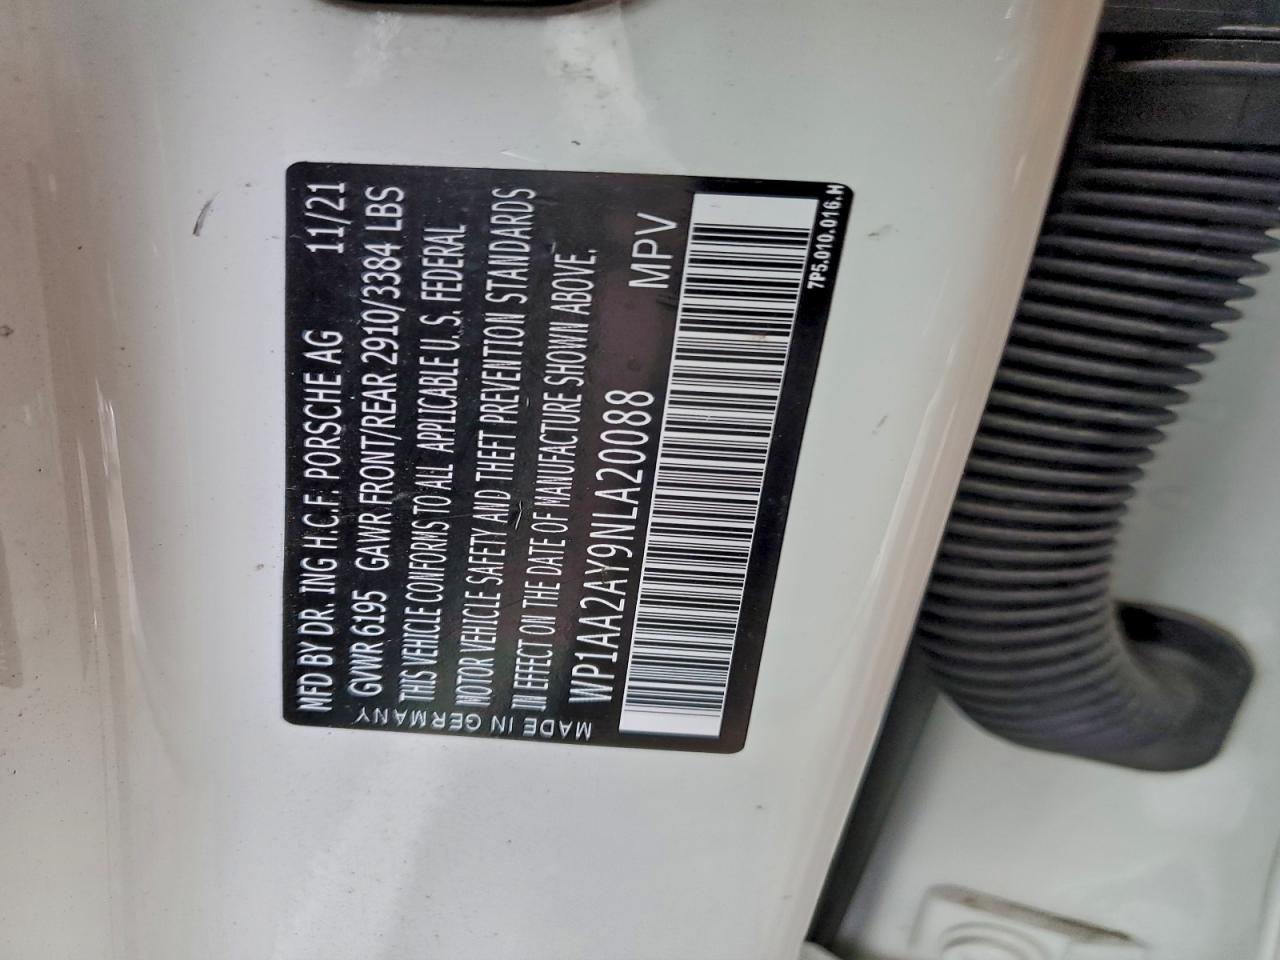 MFD BY DR. ING H.C.F. PORSCHE AG 11/21
GVWR 6195 GAWR FRONT/REAR 2910/3384 LBS
THIS VEHICLE CONFORMS TO ALL APPLICABLE U.S. FEDERAL
MOTOR VEHICLE SAFETY AND THEFT PREVENTION STANDARDS
IN EFFECT ON THE DATE OF MANUFACTURE SHOWN ABOVE.
WP1AA2AY9NLA20088 MPV
MADE IN GERMANY
7P5.010.016.H